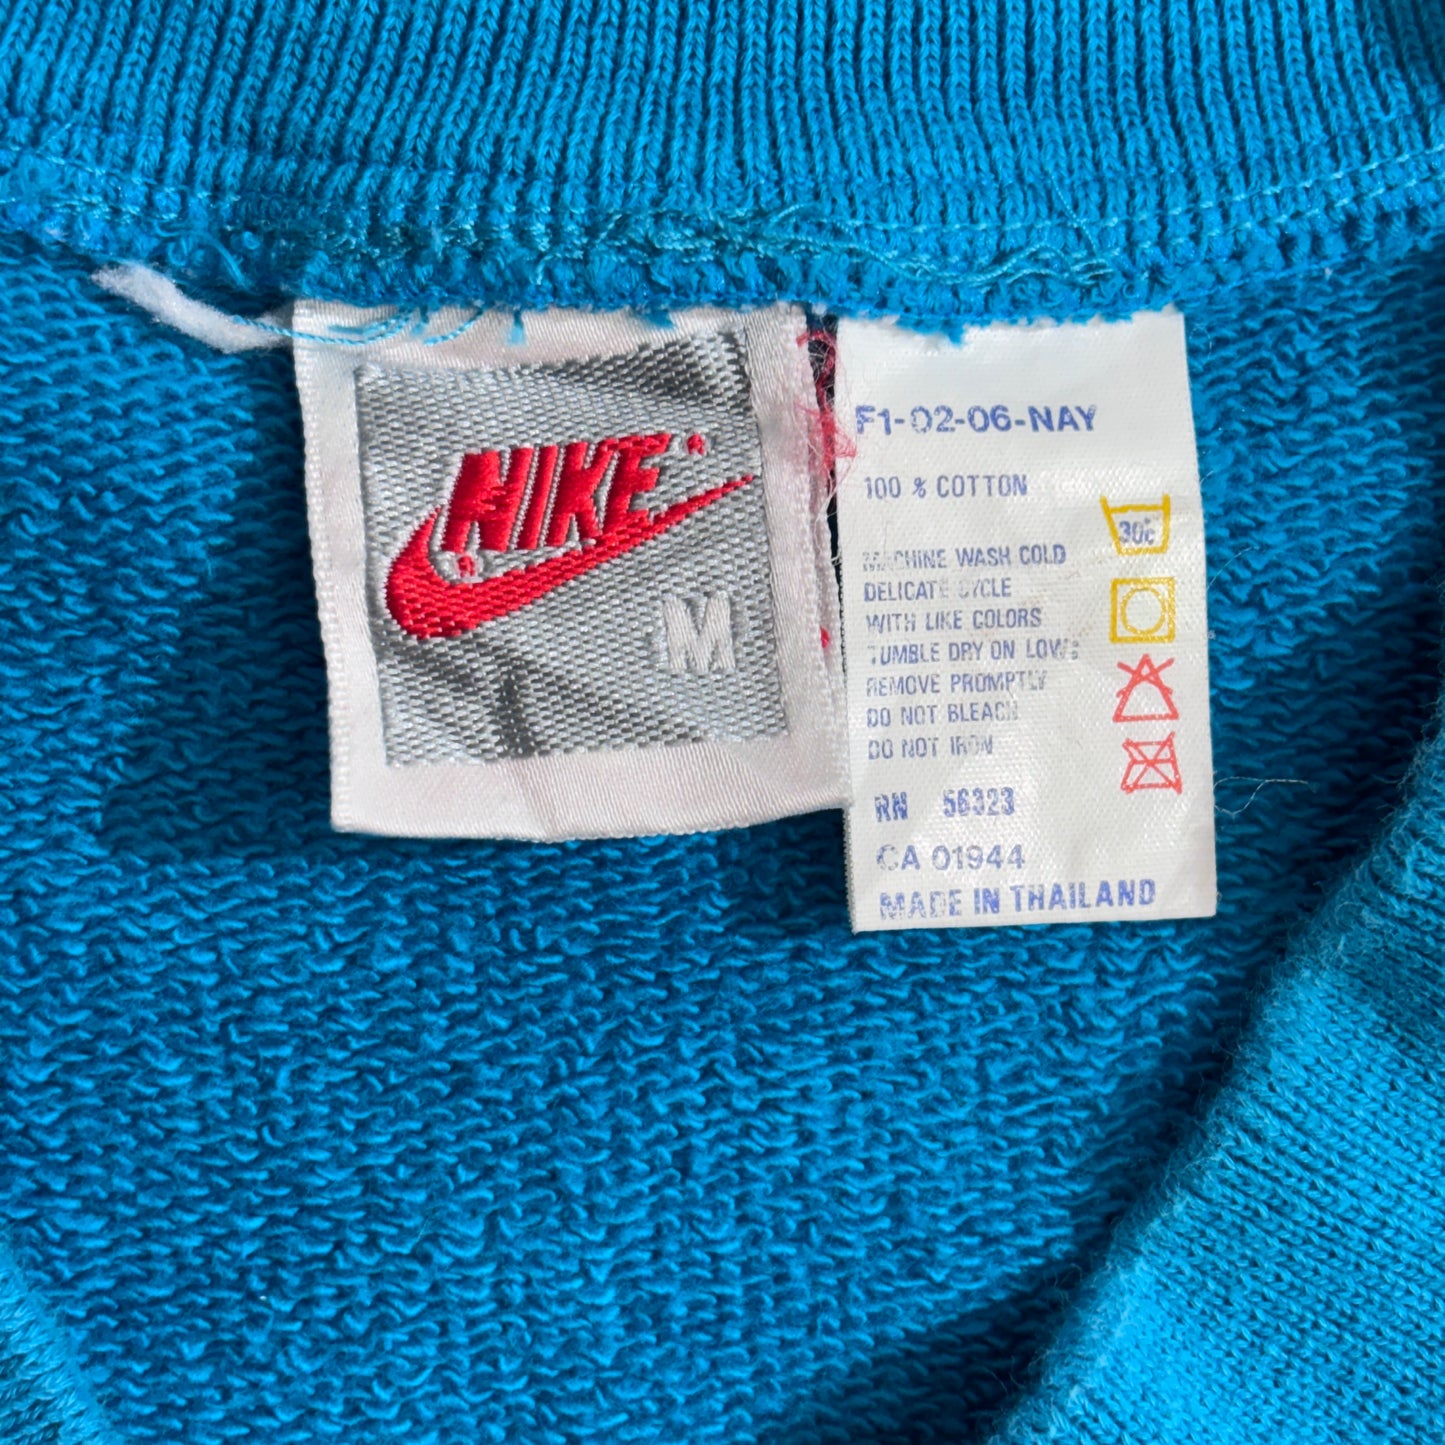 NIKE
M
F1-02-06-NAY
100 % COTTON
MACHINE WASH COLD
DELICATE CYCLE
WITH LIKE COLORS
TUMBLE DRY ON LOW:
REMOVE PROMPTLY
DO NOT BLEACH
DO NOT IRON
30c
RN 56323
CA 01944
MADE IN THAILAND